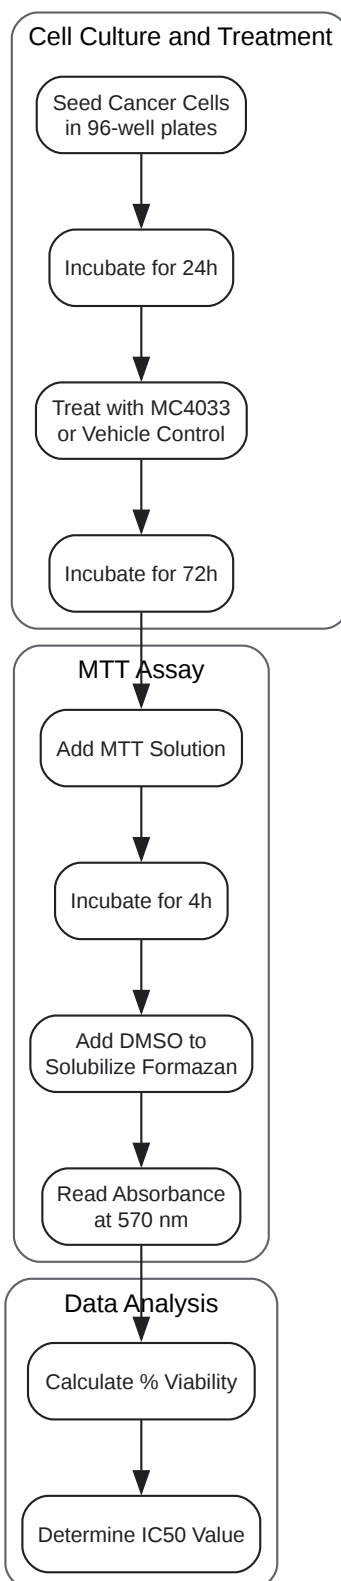 Cell Culture and Treatment
Seed Cancer Cells
in 96-well plates
Incubate for 24h
Treat with MC4033
or Vehicle Control
Incubate for 72h
MTT Assay
Add MTT Solution
Incubate for 4h
Add DMSO to
Solubilize Formazan
Read Absorbance
at 570 nm
Data Analysis
Calculate % Viability
Determine IC50 Value